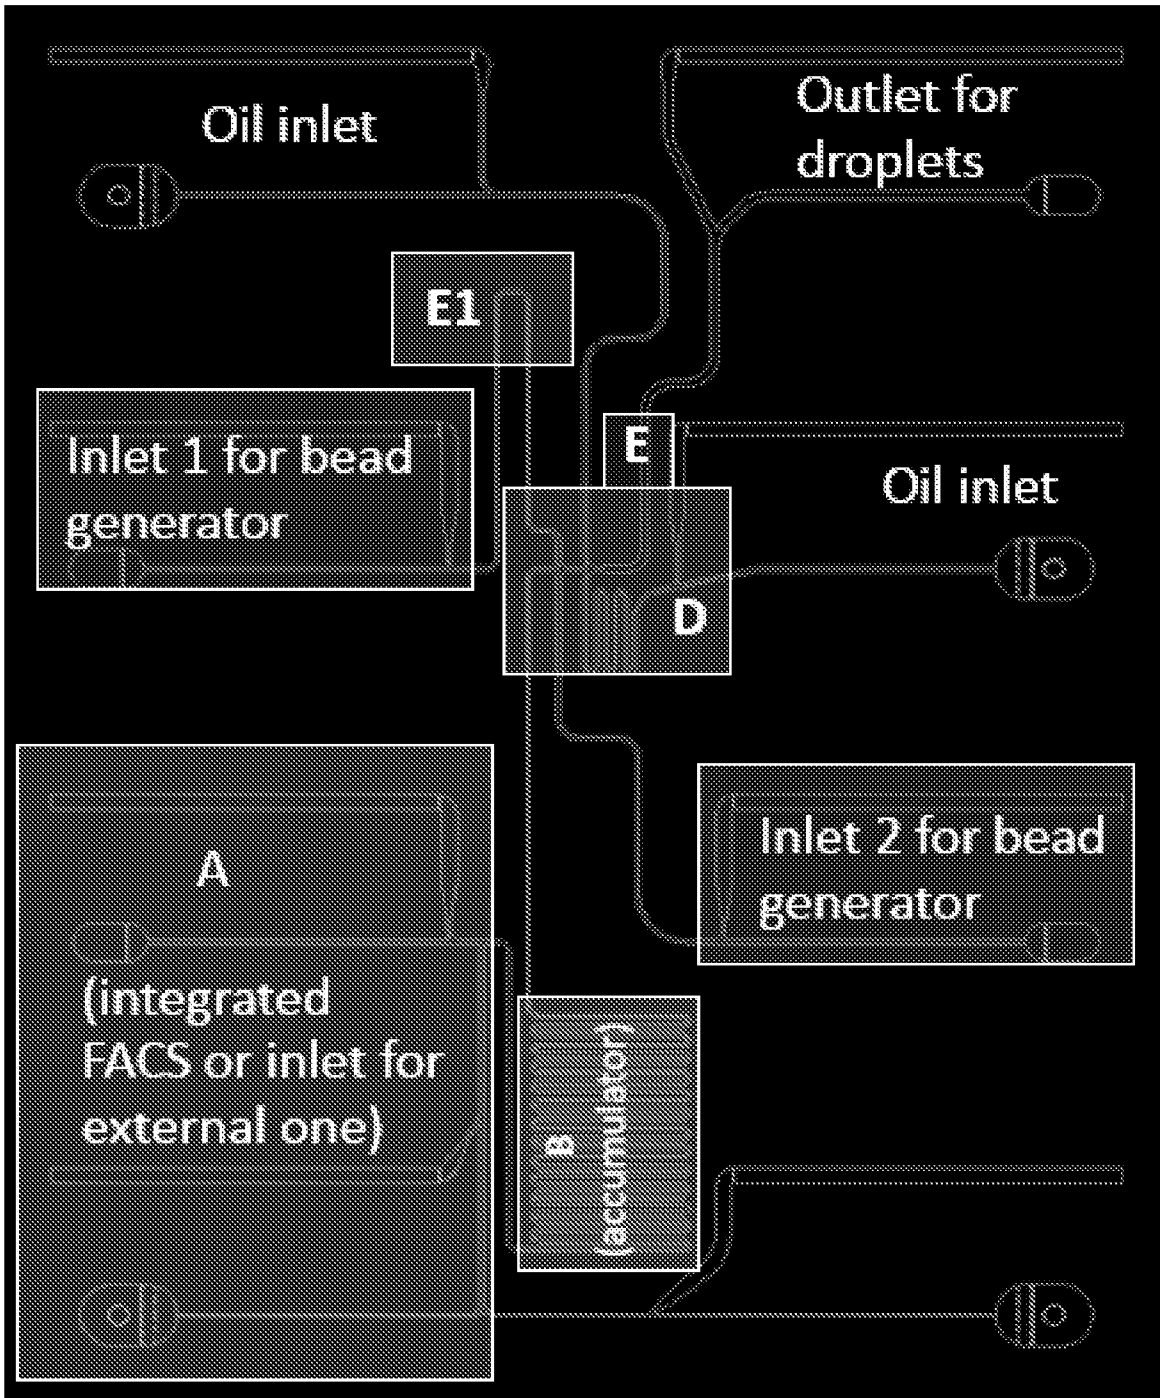 Oil inlet
Outlet for
droplets
E1
Inlet 1 for bead
generator
E
Oil inlet
D
A
(integrated
FACS or inlet for
external one)
Inlet 2 for bead
generator
B
(accumulator)